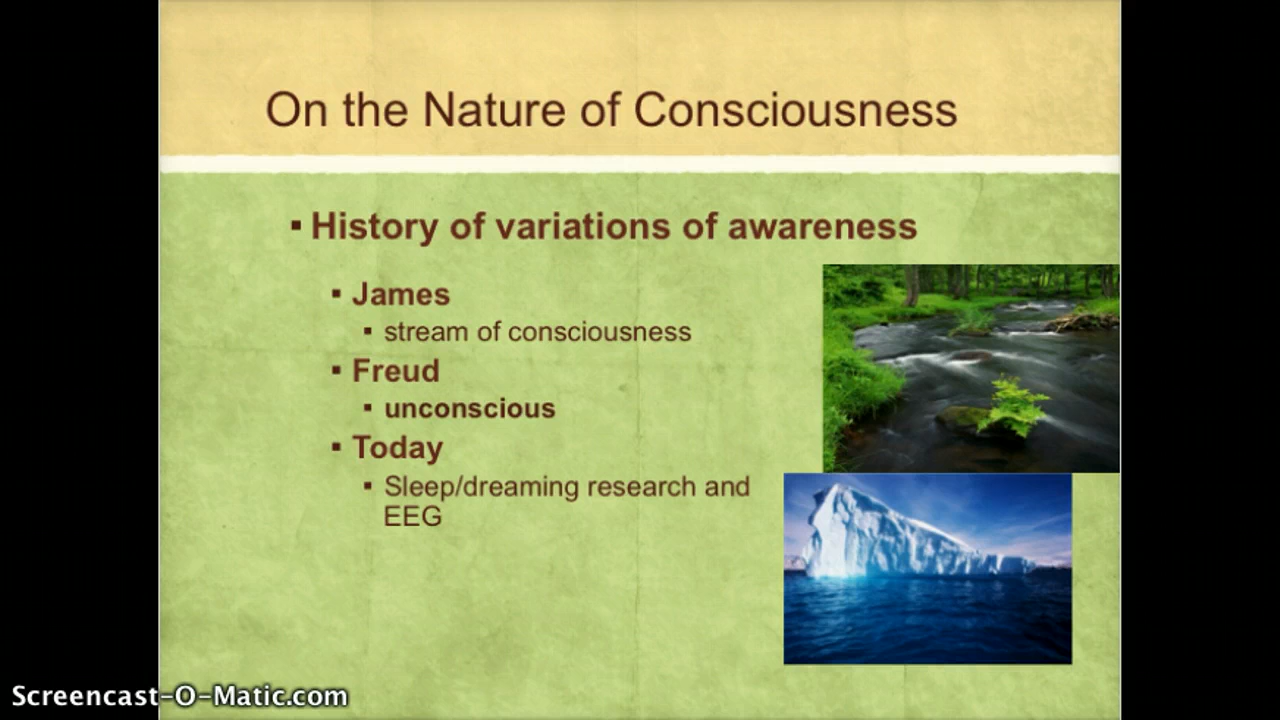 On the Nature of Consciousness
▪ History of variations of awareness
▪ James
▪ stream of consciousness
▪ Freud
▪ unconscious
▪ Today
▪ Sleep/dreaming research and
EEG
Screencast-O-Matic.com